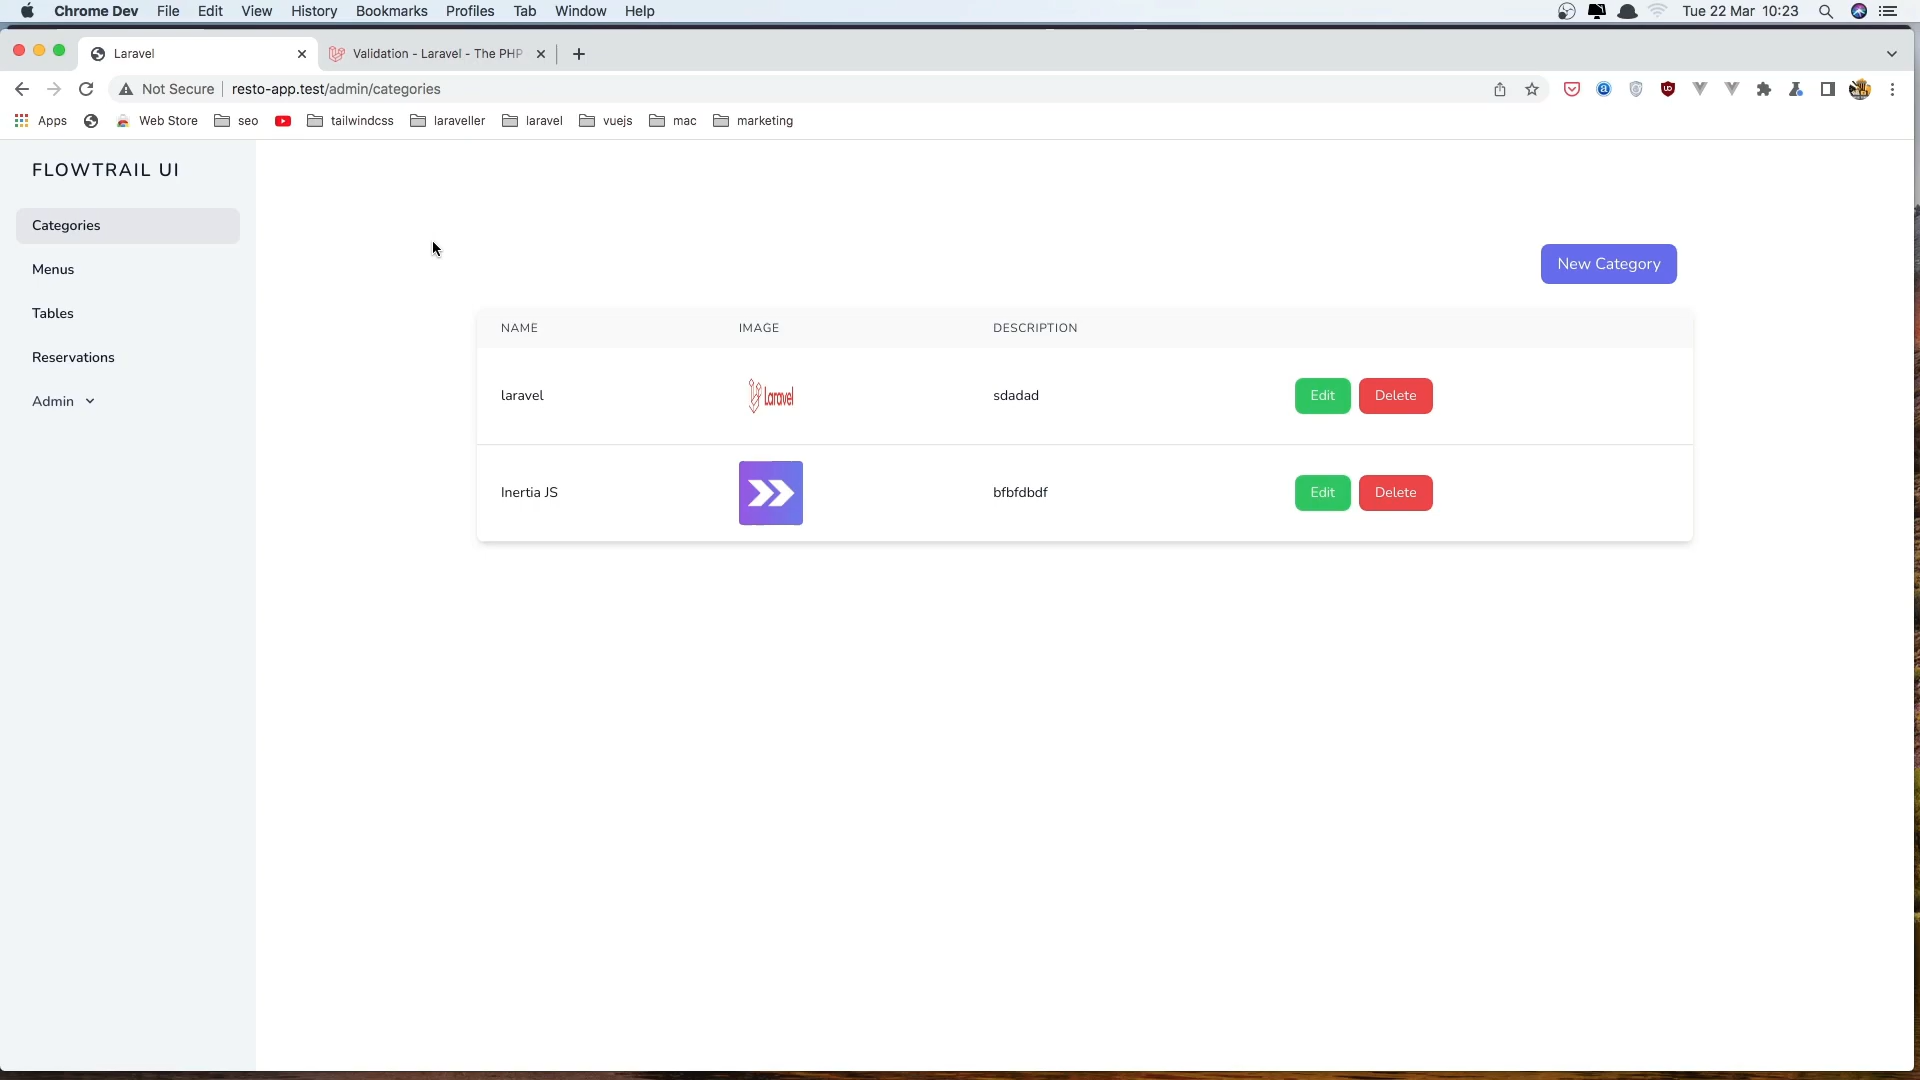 Chrome Dev File Edit View History Bookmarks Profiles Tab Window Help Tue 22 Mar 10:23
Laravel Validation - Laravel - The PHP
Not Secure resto-app.test/admin/categories
Apps Web Store seo tailwindcss laraveller laravel vuejs mac marketing
FLOWTRAIL UI
Categories
Menus
Tables
Reservations
Admin
New Category
NAME IMAGE DESCRIPTION
laravel Laravel sdadad Edit Delete
Inertia JS bfbfdbdf Edit Delete